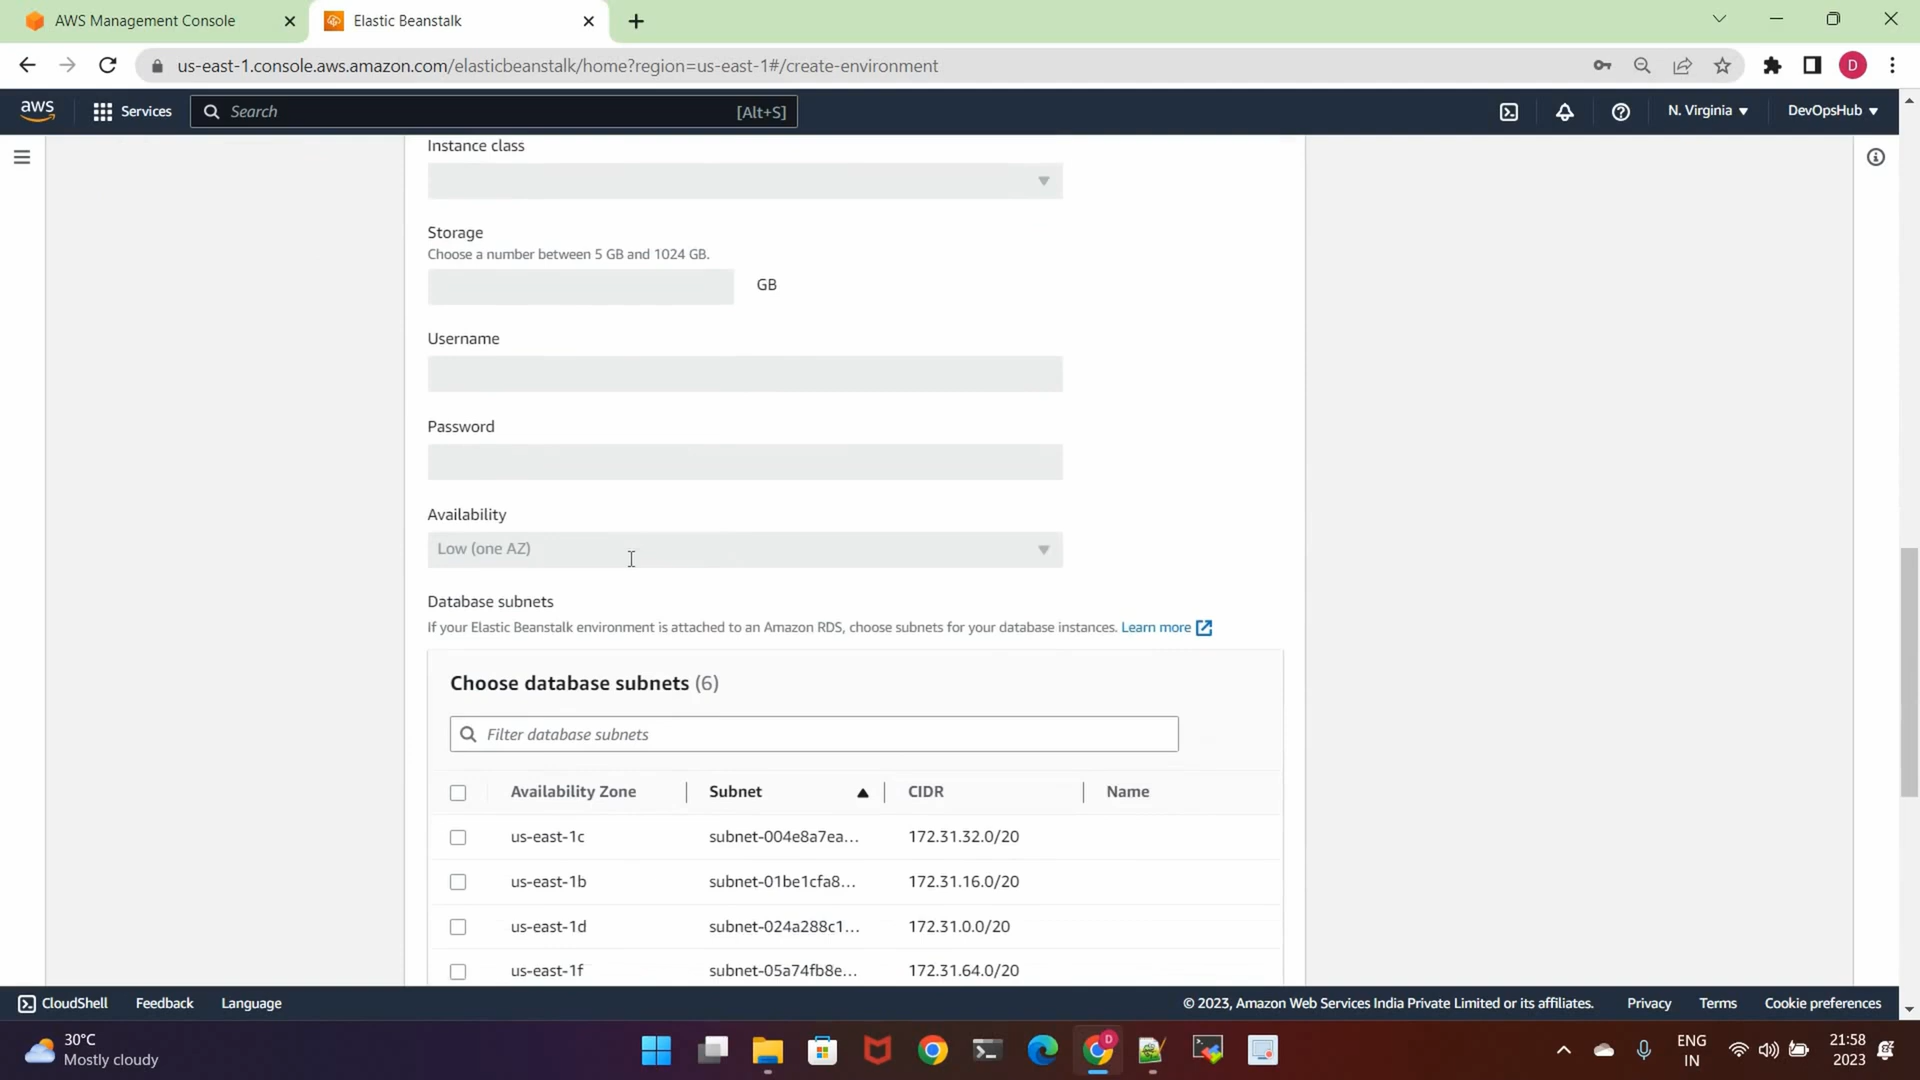 AWS Management Console
Elastic Beanstalk
us-east-1.console.aws.amazon.com/elasticbeanstalk/home?region=us-east-1#/create-environment
D
aws
Services
Search
[Alt+S]
N. Virginia
DevOpsHub
Instance class
Storage
Choose a number between 5 GB and 1024 GB.
GB
Username
Password
Availability
Low (one AZ)
Database subnets
If your Elastic Beanstalk environment is attached to an Amazon RDS, choose subnets for your database instances. Learn more
Choose database subnets (6)
Filter database subnets
Availability Zone Subnet CIDR Name
us-east-1c subnet-004e8a7ea... 172.31.32.0/20
us-east-1b subnet-01be1cfa8... 172.31.16.0/20
us-east-1d subnet-024a288c1... 172.31.0.0/20
us-east-1f subnet-05a74fb8e... 172.31.64.0/20
CloudShell Feedback Language © 2023, Amazon Web Services India Private Limited or its affiliates. Privacy Terms Cookie preferences
30°C
Mostly cloudy
D
ENG
IN
21:58
2023